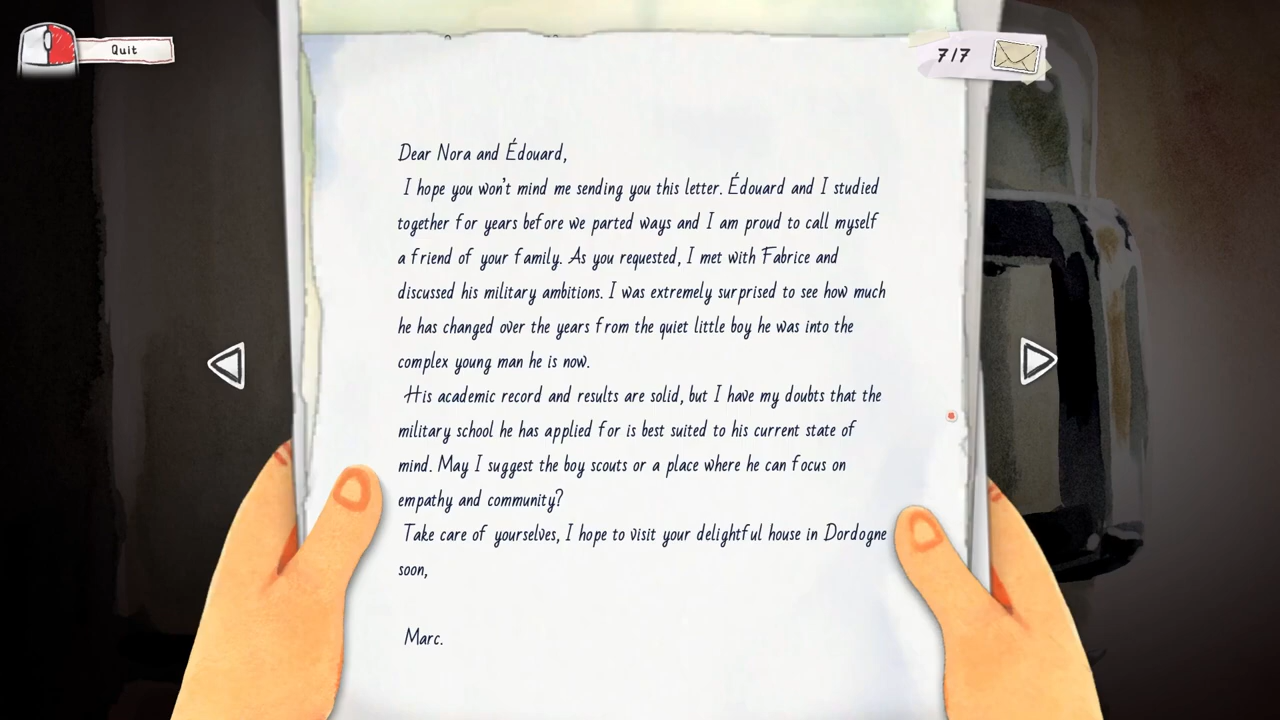 Quit
7/7
Dear Nora and Édouard,
I hope you won't mind me sending you this letter. Édouard and I studied
together for years before we parted ways and I am proud to call myself
a friend of your family. As you requested, I met with Fabrice and
discussed his military ambitions. I was extremely surprised to see how much
he has changed over the years from the quiet little boy he was into the
complex young man he is now.
His academic record and results are solid, but I have my doubts that the
military school he has applied for is best suited to his current state of
mind. May I suggest the boy scouts or a place where he can focus on
empathy and community?
Take care of yourselves, I hope to visit your delightful house in Dordogne
soon,
Marc.